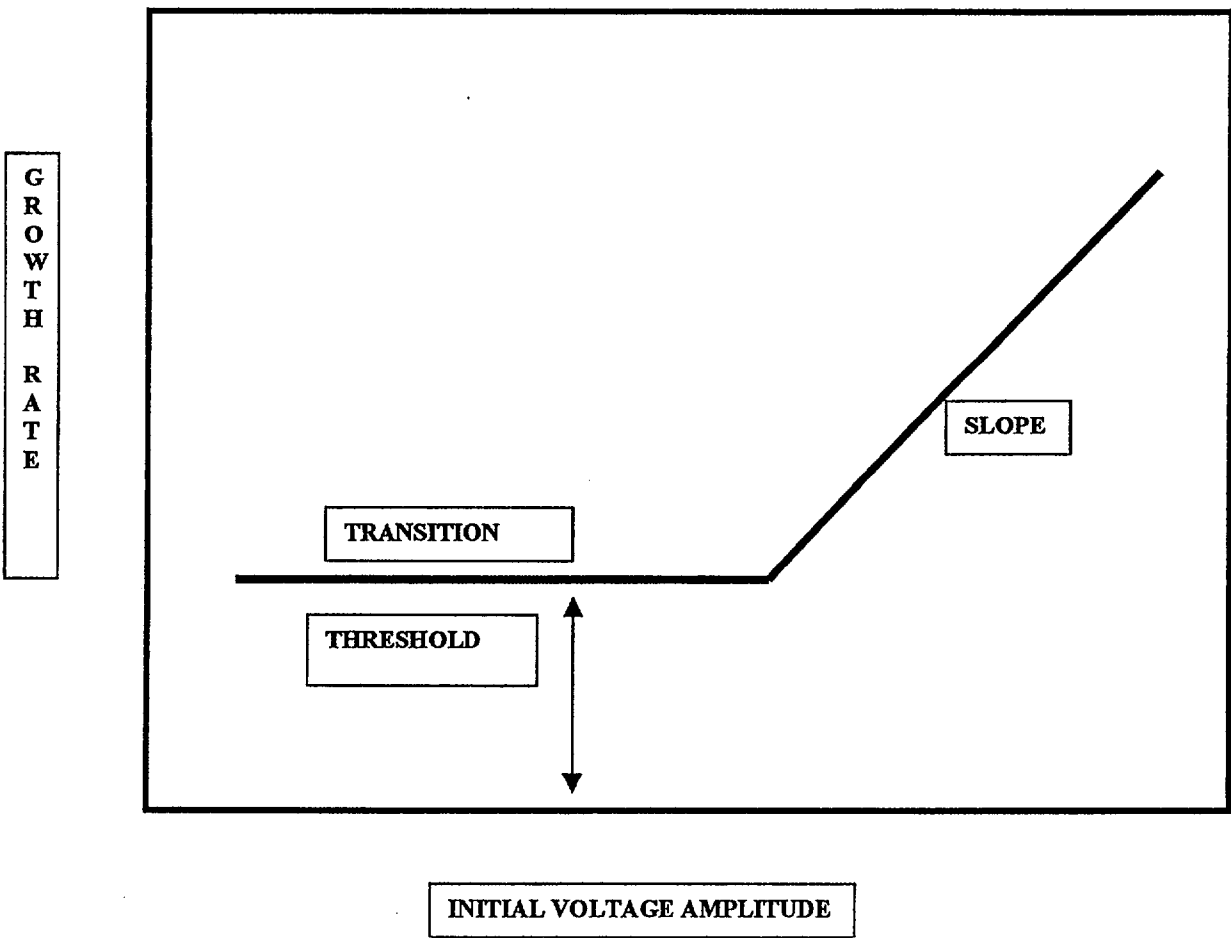 GROWTH RATE
SLOPE
TRANSITION
THRESHOLD
INITIAL VOLTAGE AMPLITUDE